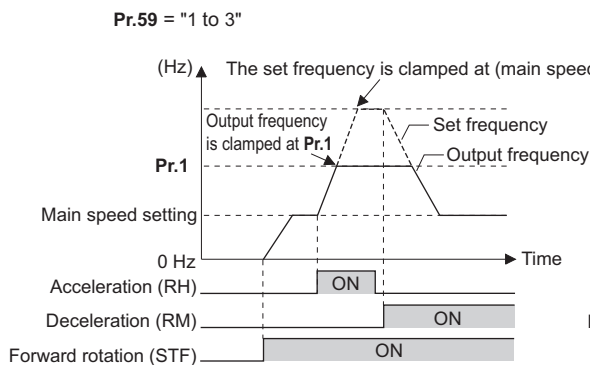 Pr.59 = "1 to 3"
(Hz)
The set frequency is clamped at (main speed
Output frequency
is clamped at Pr.1
Set frequency
Output frequency
Pr.1
Main speed setting
0 Hz
Time
Acceleration (RH)
ON
Deceleration (RM)
ON
Forward rotation (STF)
ON